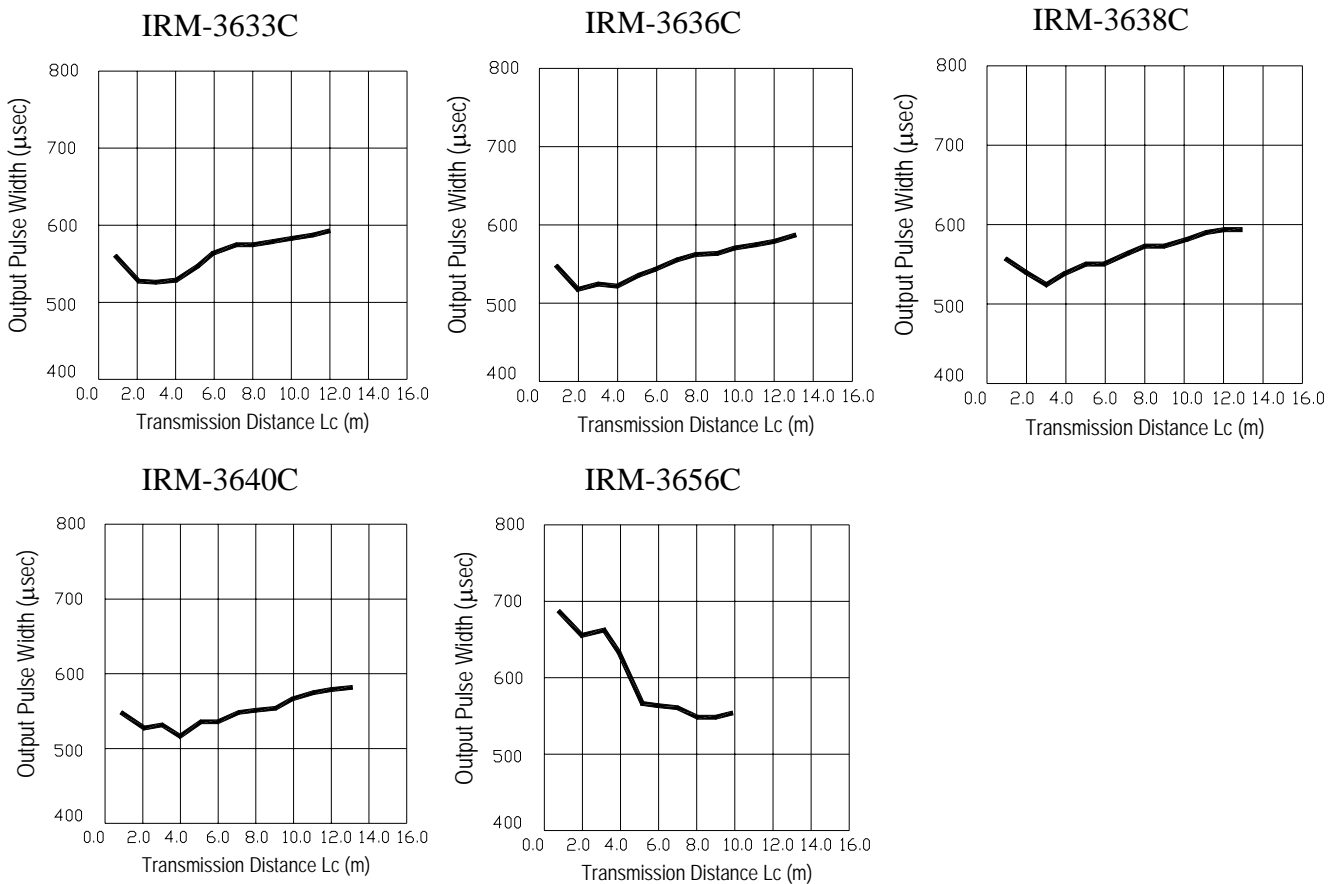 IRM-3633C
800
700
600
500
400
0.0 2.0 4.0 6.0 8.0 10.0 12.0 14.0 16.0
Output Pulse Width (µsec)
Transmission Distance Lc (m)
IRM-3636C
800
700
600
500
400
0.0 2.0 4.0 6.0 8.0 10.0 12.0 14.0 16.0
Output Pulse Width (µsec)
Transmission Distance Lc (m)
IRM-3638C
800
700
600
500
400
0.0 2.0 4.0 6.0 8.0 10.0 12.0 14.0 16.0
Output Pulse Width (µsec)
Transmission Distance Lc (m)
IRM-3640C
800
700
600
500
400
0.0 2.0 4.0 6.0 8.0 10.0 12.0 14.0 16.0
Output Pulse Width (µsec)
Transmission Distance Lc (m)
IRM-3656C
800
700
600
500
400
0.0 2.0 4.0 6.0 8.0 10.0 12.0 14.0 16.0
Output Pulse Width (µsec)
Transmission Distance Lc (m)